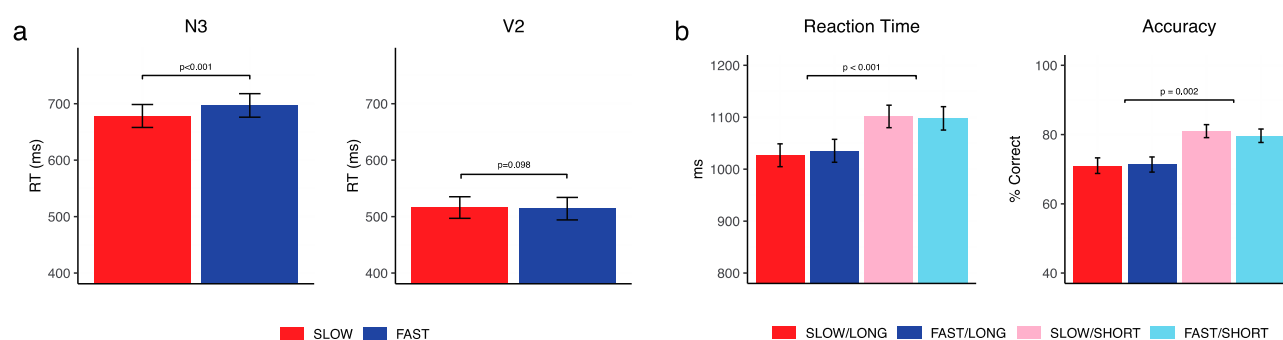 a
N3
V2
p<0.001
p=0.098
RT (ms)
700
600
500
400
RT (ms)
700
600
500
400
SLOW
FAST
b
Reaction Time
Accuracy
p < 0.001
p = 0.002
ms
1200
1100
1000
900
800
% Correct
100
80
60
40
SLOW/LONG
FAST/LONG
SLOW/SHORT
FAST/SHORT